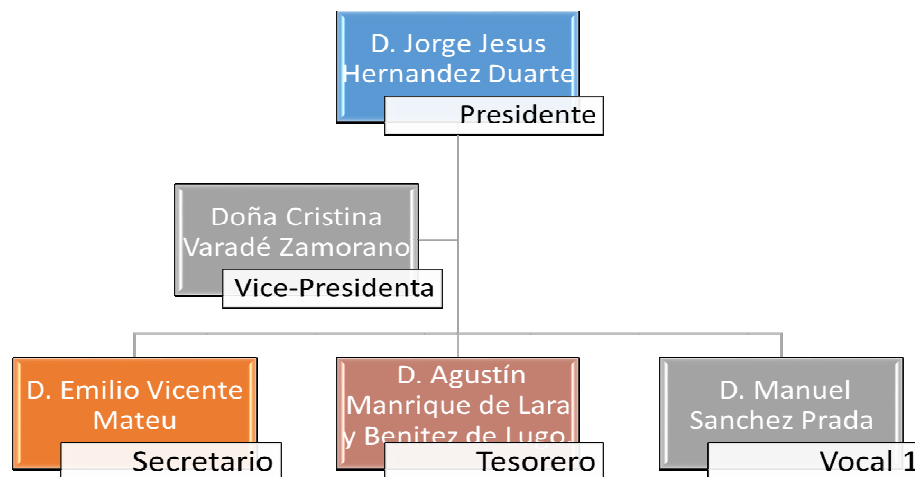 D. Jorge Jesus
Hernandez Duarte
Presidente
Doña Cristina
Varadé Zamorano
Vice-Presidenta
D. Emilio Vicente
Mateu
Secretario
D. Agustín
Manrique de Lara
y Benitez de Lugo.
Tesorero
D. Manuel
Sanchez Prada
Vocal 1